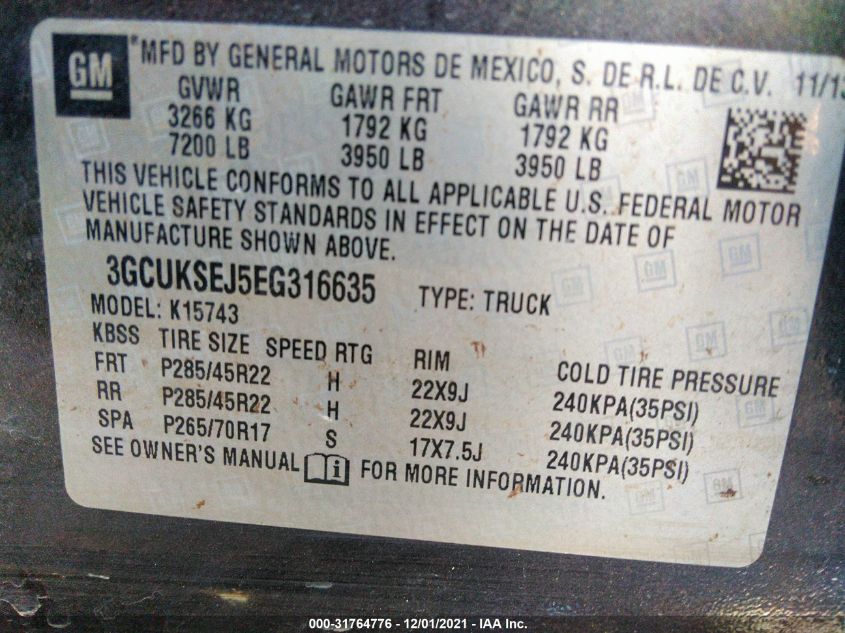 GM
*MFD BY GENERAL MOTORS DE MEXICO, S. DE R.L. DE C.V. 11/13
GVWR GAWR FRT GAWR RR
3266 KG 1792 KG 1792 KG
7200 LB 3950 LB 3950 LB
THIS VEHICLE CONFORMS TO ALL APPLICABLE U.S. FEDERAL MOTOR
VEHICLE SAFETY STANDARDS IN EFFECT ON THE DATE OF
MANUFACTURE SHOWN ABOVE.
3GCUKSEJ5EG316635 TYPE: TRUCK
MODEL: K15743
KBSS TIRE SIZE SPEED RTG RIM COLD TIRE PRESSURE
FRT P285/45R22 H 22X9J 240KPA(35PSI)
RR P285/45R22 H 22X9J 240KPA(35PSI)
SPA P265/70R17 S 17X7.5J 240KPA(35PSI)
SEE OWNER'S MANUAL i FOR MORE INFORMATION.
000-31764776 - 12/01/2021 - IAA Inc.